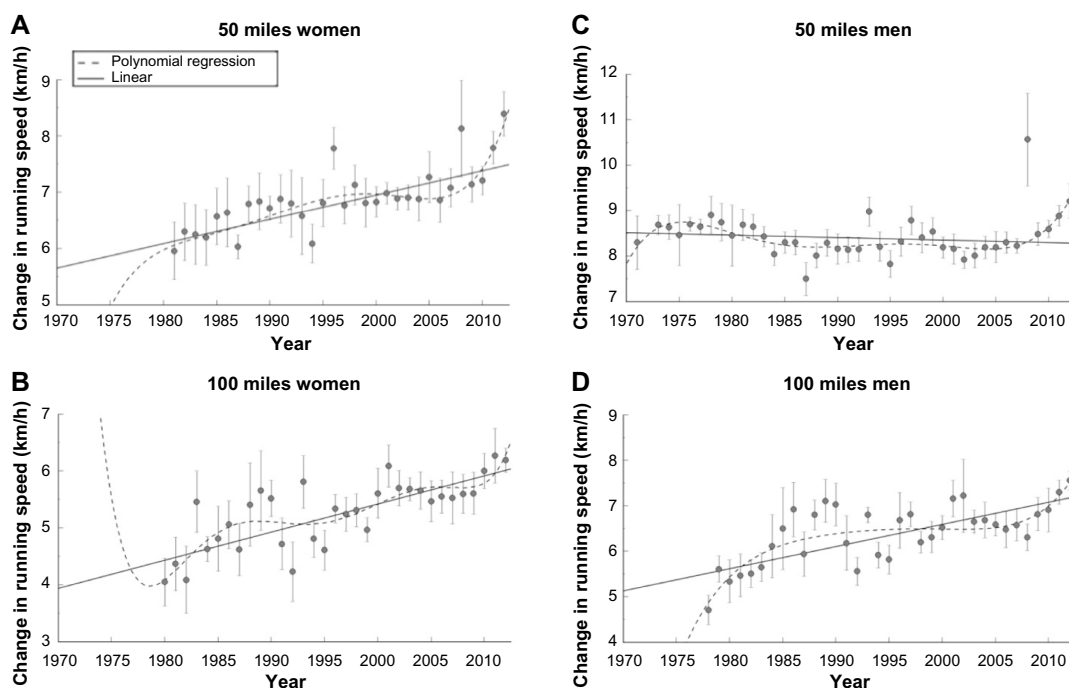 A
50 miles women
Polynomial regression
Linear
Change in running speed (km/h)
9
8
7
6
5
1970 1975 1980 1985 1990 1995 2000 2005 2010
Year
C
50 miles men
Change in running speed (km/h)
12
11
10
9
8
7
1970 1975 1980 1985 1990 1995 2000 2005 2010
Year
B
100 miles women
Change in running speed (km/h)
7
6
5
4
3
1970 1975 1980 1985 1990 1995 2000 2005 2010
Year
D
100 miles men
Change in running speed (km/h)
9
8
7
6
5
4
1970 1975 1980 1985 1990 1995 2000 2005 2010
Year